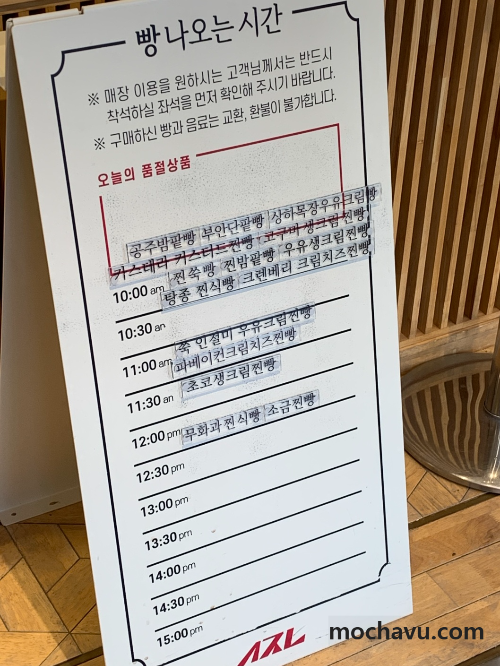 빵 나오는 시간
※ 매장 이용을 원하시는 고객님께서는 반드시
착석하실 좌석을 먼저 확인해 주시기 바랍니다.
※ 구매하신 빵과 음료는 교환, 환불이 불가합니다.
오늘의 품절상품
공주밤팥빵 부안단팥빵 상하목장우유크림빵
카스테라 커스터드찐빵 고구마생크림찐빵
찐쑥빵 찐밤팥빵 우유생크림찐빵
10:00 am 탕종 찐식빵 크렌베리 크림치즈찐빵
10:30 am
쑥 인절미 우유크림찐빵
11:00 am 파베이컨크림치즈찐빵
초코생크림찐빵
11:30 am
12:00 pm 무화과찐식빵 소금찐빵
12:30 pm
13:00 pm
13:30 pm
14:00 pm
14:30 pm
15:00 pm
mochavu.com